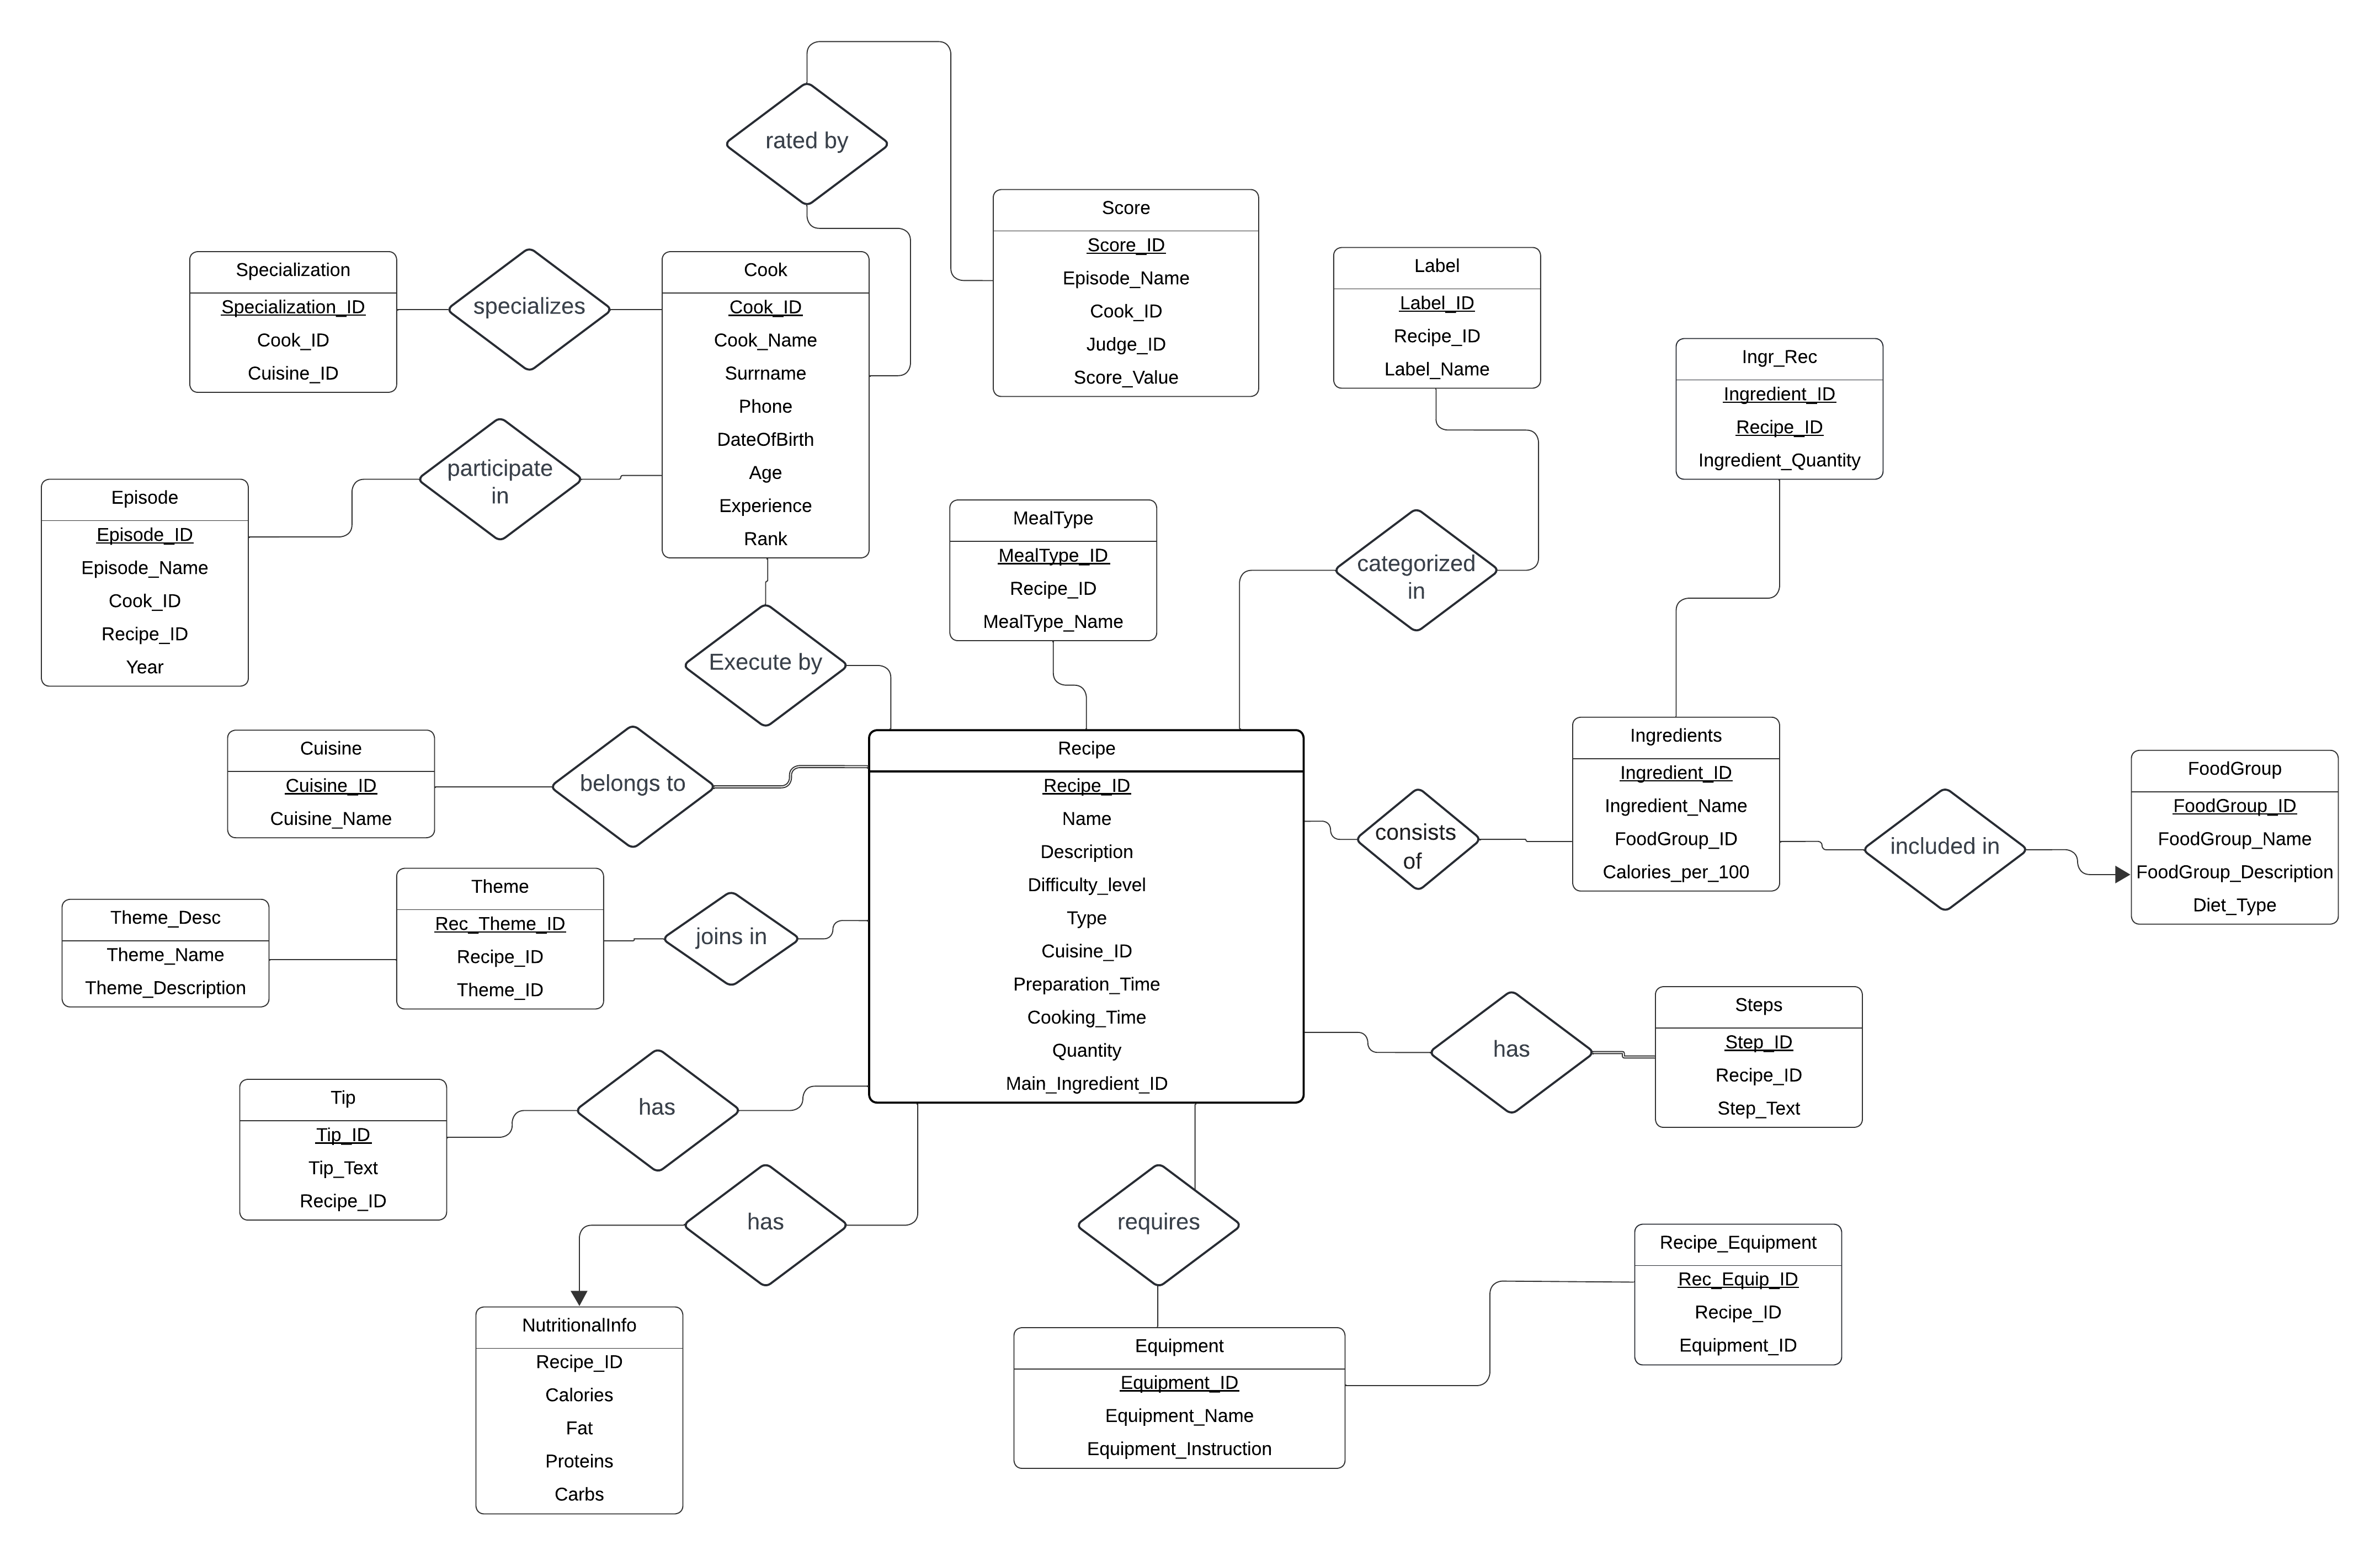 rated by
Score
Score_ID
Episode_Name
Cook_ID
Judge_ID
Score_Value
Specialization
Specialization_ID
Cook_ID
Cuisine_ID
specializes
Cook
Cook_ID
Cook_Name
Surrname
Phone
DateOfBirth
Age
Experience
Rank
Label
Label_ID
Recipe_ID
Label_Name
Ingr_Rec
Ingredient_ID
Recipe_ID
Ingredient_Quantity
participate
in
Episode
Episode_ID
Episode_Name
Cook_ID
Recipe_ID
Year
MealType
MealType_ID
Recipe_ID
MealType_Name
categorized
in
Execute by
Cuisine
Cuisine_ID
Cuisine_Name
belongs to
Recipe
Recipe_ID
Name
Description
Difficulty_level
Type
Cuisine_ID
Preparation_Time
Cooking_Time
Quantity
Main_Ingredient_ID
consists
of
Ingredients
Ingredient_ID
Ingredient_Name
FoodGroup_ID
Calories_per_100
included in
FoodGroup
FoodGroup_ID
FoodGroup_Name
FoodGroup_Description
Diet_Type
Theme_Desc
Theme_Name
Theme_Description
Theme
Rec_Theme_ID
Recipe_ID
Theme_ID
joins in
has
Steps
Step_ID
Recipe_ID
Step_Text
Tip
Tip_ID
Tip_Text
Recipe_ID
has
has
requires
Recipe_Equipment
Rec_Equip_ID
Recipe_ID
Equipment_ID
NutritionalInfo
Recipe_ID
Calories
Fat
Proteins
Carbs
Equipment
Equipment_ID
Equipment_Name
Equipment_Instruction